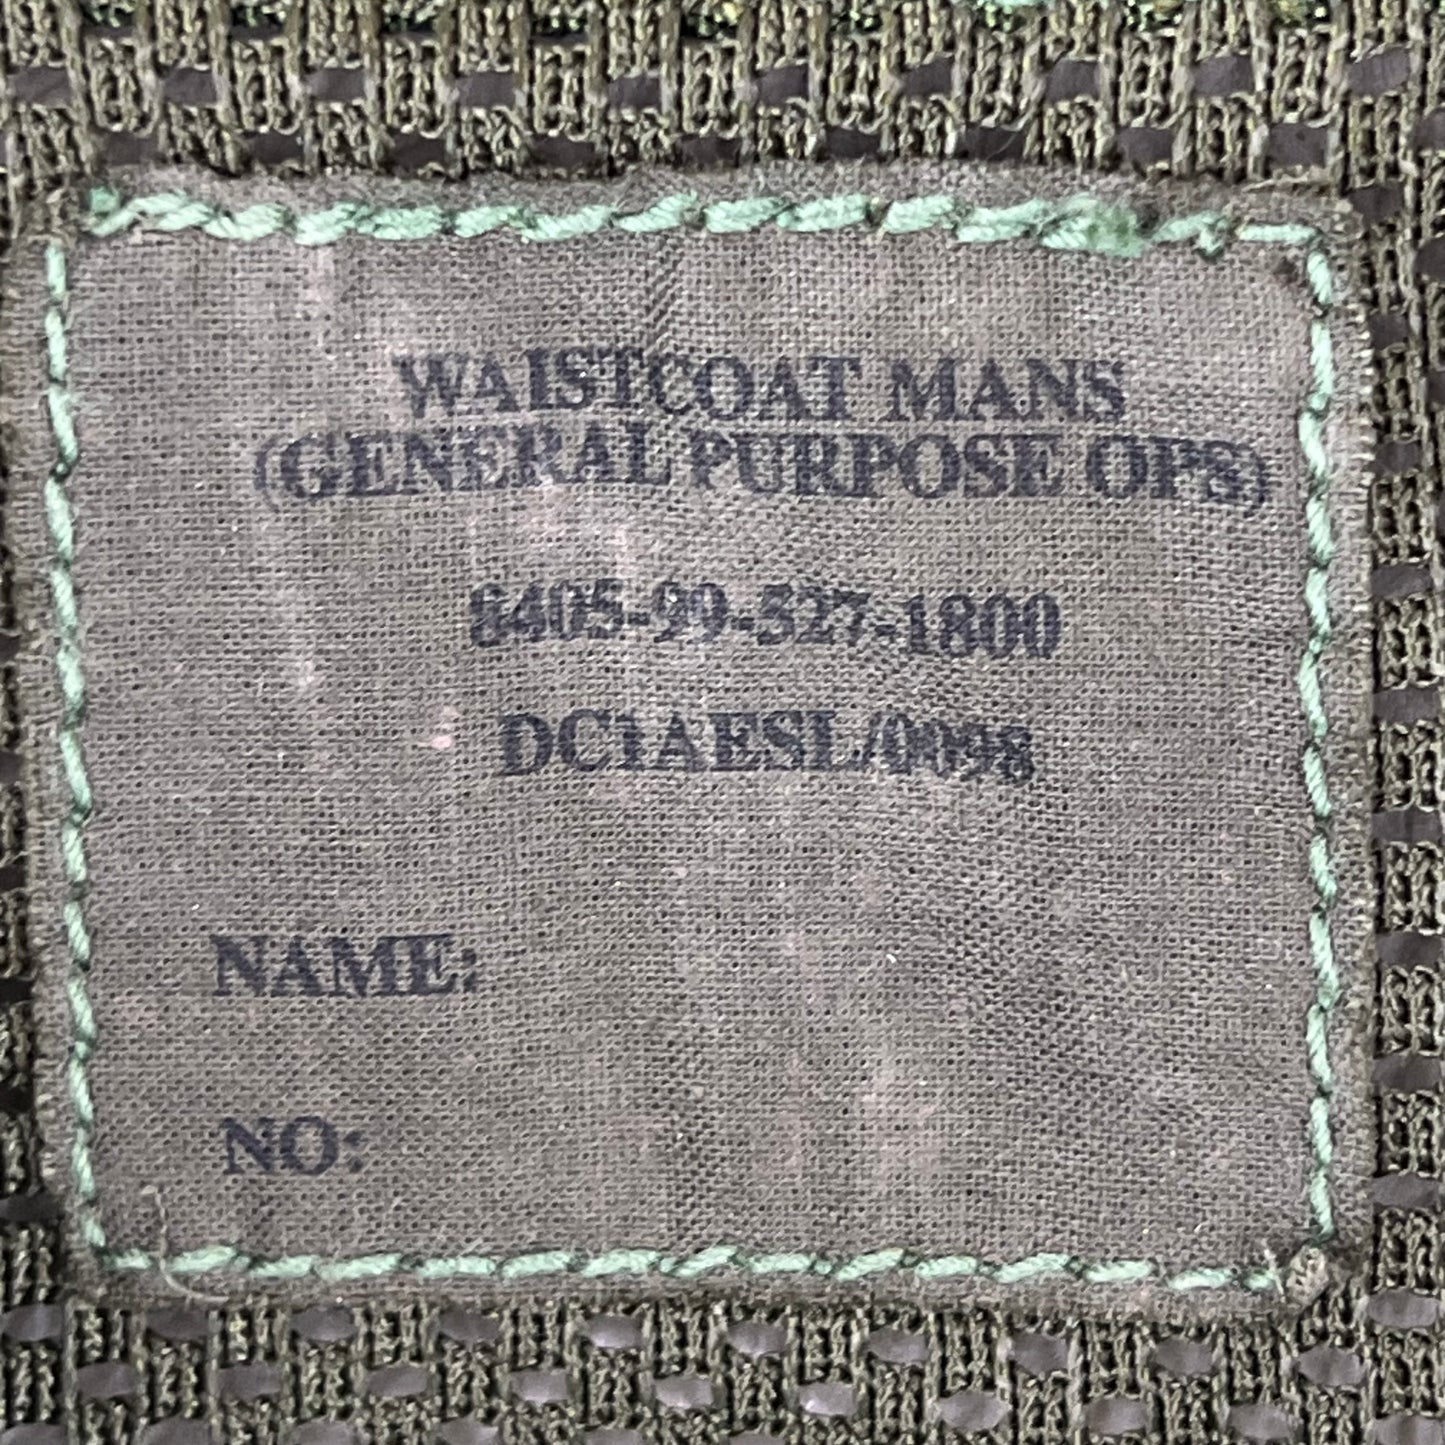 WAISTCOAT MANS
(GENERAL PURPOSE OPS)
8405-99-527-1800
DC1AESL/0098
NAME:
NO: